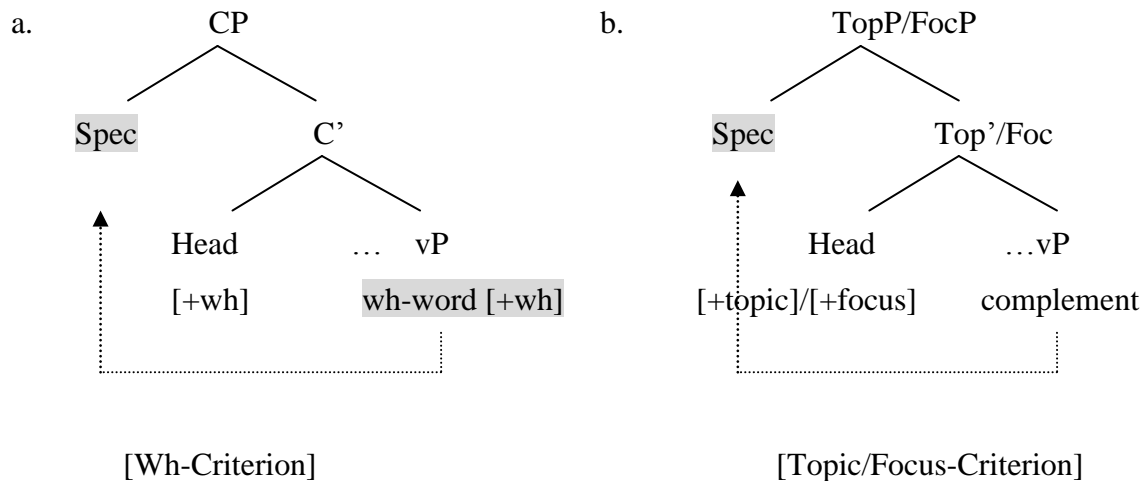 a. CP
b. TopP/FocP
Spec C’
Spec Top’/Foc
Head … vP
Head …vP
[+wh] wh-word [+wh]
[+topic]/[+focus] complement
[Wh-Criterion]
[Topic/Focus-Criterion]